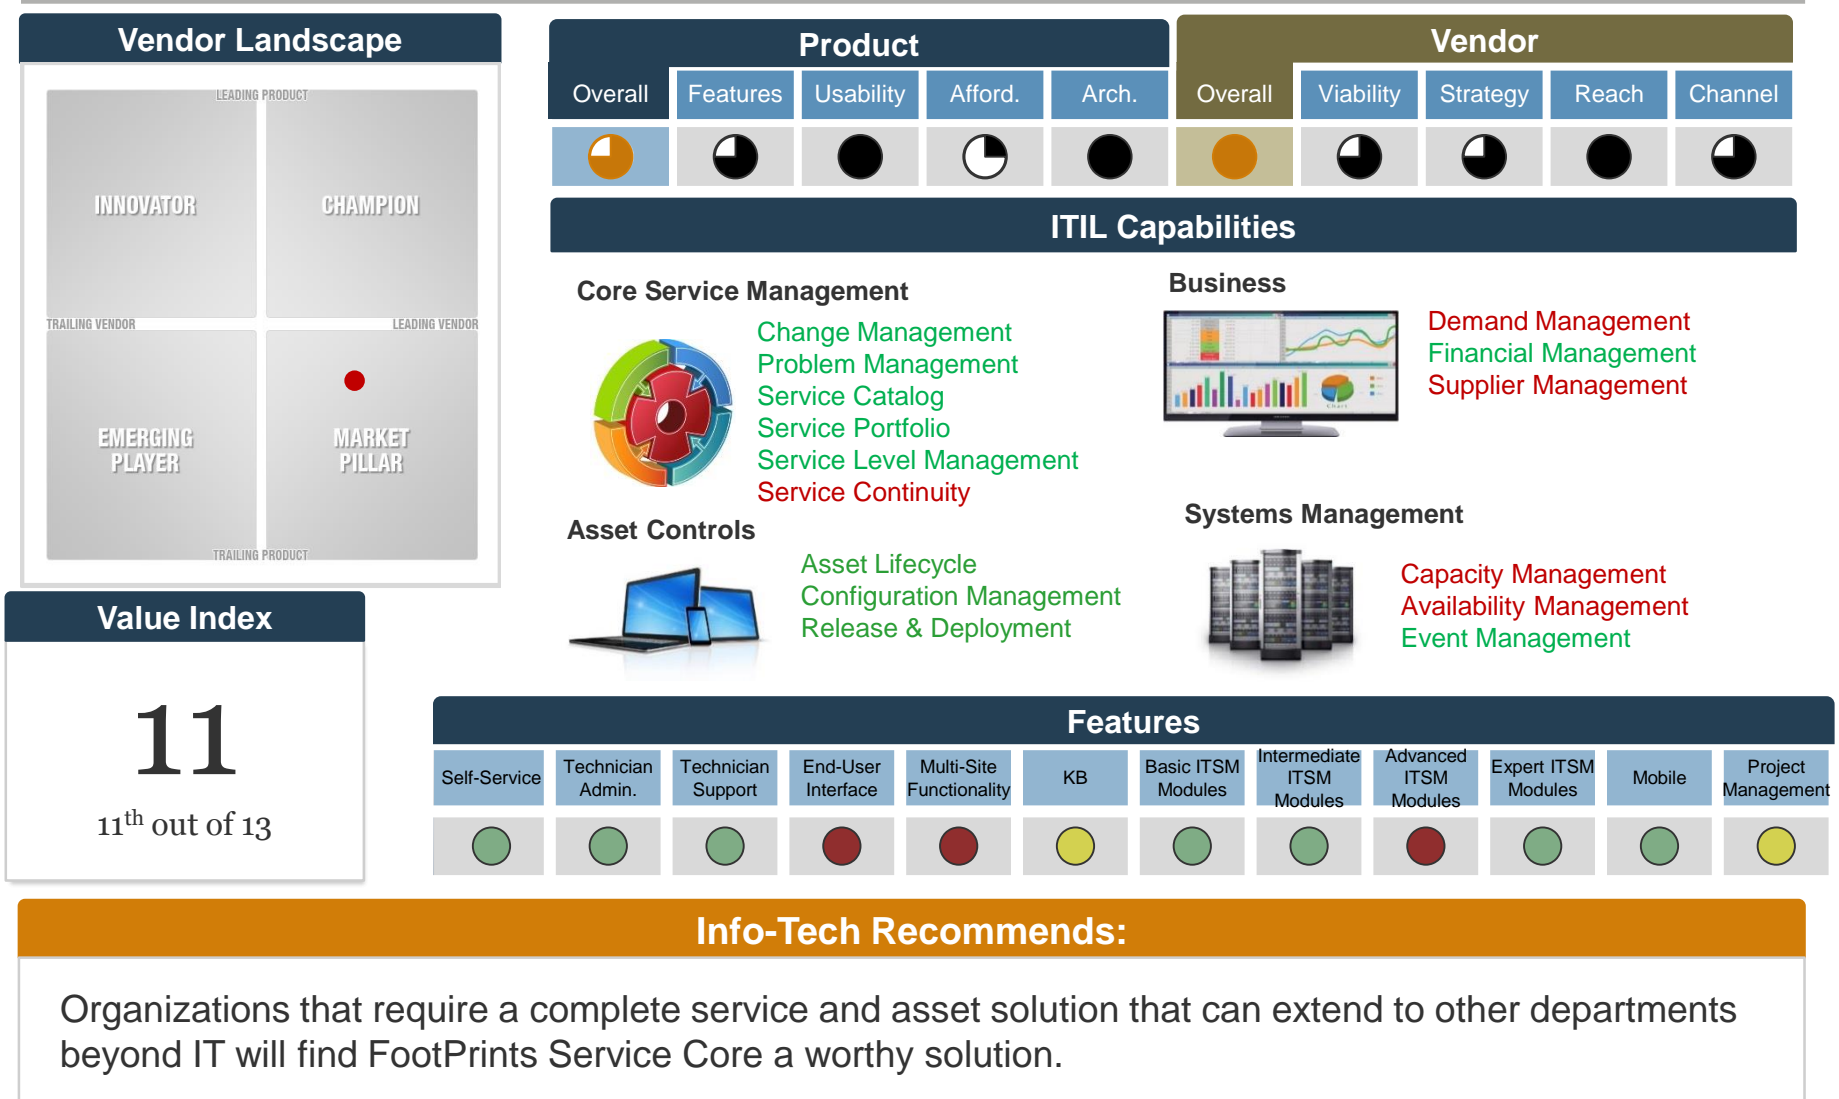 Vendor Landscape
LEADING PRODUCT
INNOVATOR
CHAMPION
TRAILING VENDOR
LEADING VENDOR
EMERGING
PLAYER
MARKET
PILLAR
TRAILING PRODUCT
Product
Vendor
Overall
Features
Usability
Afford.
Arch.
Overall
Viability
Strategy
Reach
Channel
ITIL Capabilities
Core Service Management
Change Management
Problem Management
Service Catalog
Service Portfolio
Service Level Management
Service Continuity
Business
Demand Management
Financial Management
Supplier Management
Asset Controls
Asset Lifecycle
Configuration Management
Release & Deployment
Systems Management
Capacity Management
Availability Management
Event Management
Value Index
11
11th out of 13
Features
Self-Service
Technician
Admin.
Technician
Support
End-User
Interface
Multi-Site
Functionality
KB
Basic ITSM
Modules
Intermediate
ITSM
Modules
Advanced
ITSM
Modules
Expert ITSM
Modules
Mobile
Project
Management
Info-Tech Recommends:
Organizations that require a complete service and asset solution that can extend to other departments
beyond IT will find FootPrints Service Core a worthy solution.